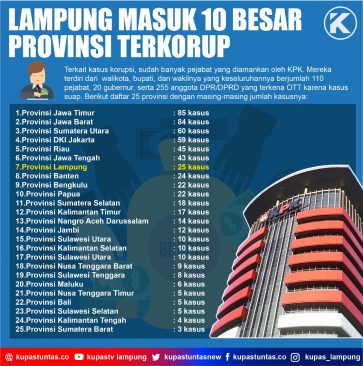 LAMPUNG MASUK 10 BESAR
PROVINSI TERKORUP
Terkait kasus korupsi, sudah banyak pejabat yang diamankan oleh KPK. Mereka
terdiri dari walikota, bupati, dan wakilnya yang keseluruhannya berjumlah 110
pejabat, 20 gubernur, serta 255 anggota DPR/DPRD yang terkena OTT karena kasus
suap. Berikut daftar 25 provinsi dengan masing-masing jumlah kasusnya:
1.Provinsi Jawa Timur : 85 kasus
2.Provinsi Jawa Barat : 84 kasus
3.Provinsi Sumatera Utara : 60 kasus
4.Provinsi DKI Jakarta : 59 kasus
5.Provinsi Riau : 45 kasus
6.Provinsi Jawa Tengah : 43 kasus
7.Provinsi Lampung : 25 kasus
8.Provinsi Banten : 24 kasus
9.Provinsi Bengkulu : 22 kasus
10.Provinsi Papua : 22 kasus
11.Provinsi Sumatera Selatan : 18 kasus
12.Provinsi Kalimantan Timur : 17 kasus
13.Provinsi Nangro Aceh Darussalam : 14 kasus
14.Provinsi Jambi : 12 kasus
15.Provinsi Sulawesi Utara : 10 kasus
16.Provinsi Kalimantan Selatan : 10 kasus
17.Provinsi Sulawesi Utara : 10 kasus
18.Provinsi Nusa Tenggara Barat : 9 kasus
19.Provinsi Sulawesi Tenggara : 8 kasus
20.Provinsi Maluku : 6 kasus
21.Provinsi Nusa Tenggara Timur : 5 kasus
22.Provinsi Bali : 5 kasus
23.Provinsi Sulawesi Selatan : 5 kasus
24.Provinsi Kalimantan Tengah : 4 kasus
25.Provinsi Sumatera Barat : 3 kasus
kupastuntas.co
kupastv_lampung
kupastuntasnew
kupastuntas.co
kupas_lampung